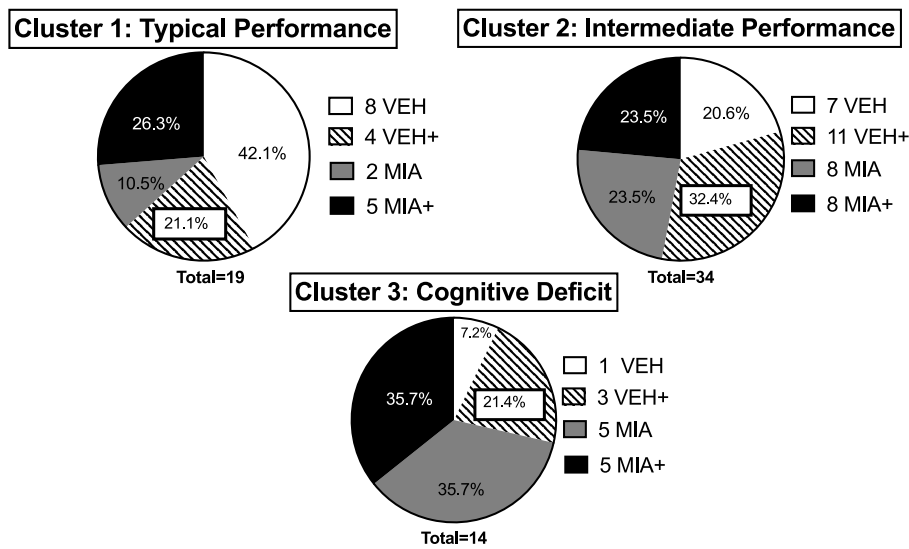 Cluster 1: Typical Performance
26.3%
42.1%
10.5%
21.1%
8 VEH
4 VEH+
2 MIA
5 MIA+
Total=19
Cluster 2: Intermediate Performance
23.5%
20.6%
23.5%
32.4%
7 VEH
11 VEH+
8 MIA
8 MIA+
Total=34
Cluster 3: Cognitive Deficit
7.2%
35.7%
21.4%
35.7%
1 VEH
3 VEH+
5 MIA
5 MIA+
Total=14